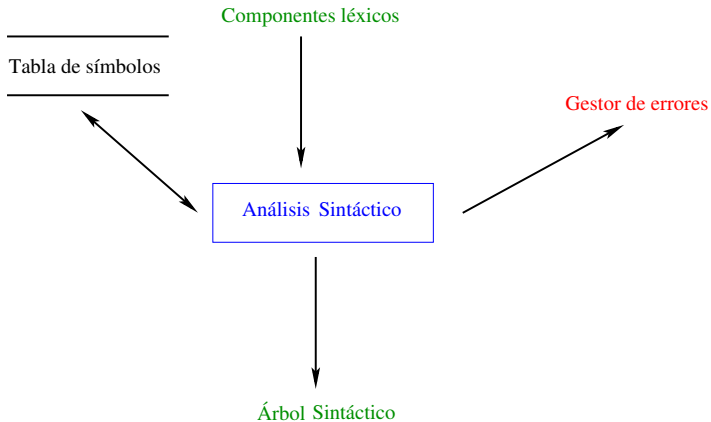 Componentes léxicos
Tabla de símbolos
Gestor de errores
Análisis Sintáctico
Árbol Sintáctico